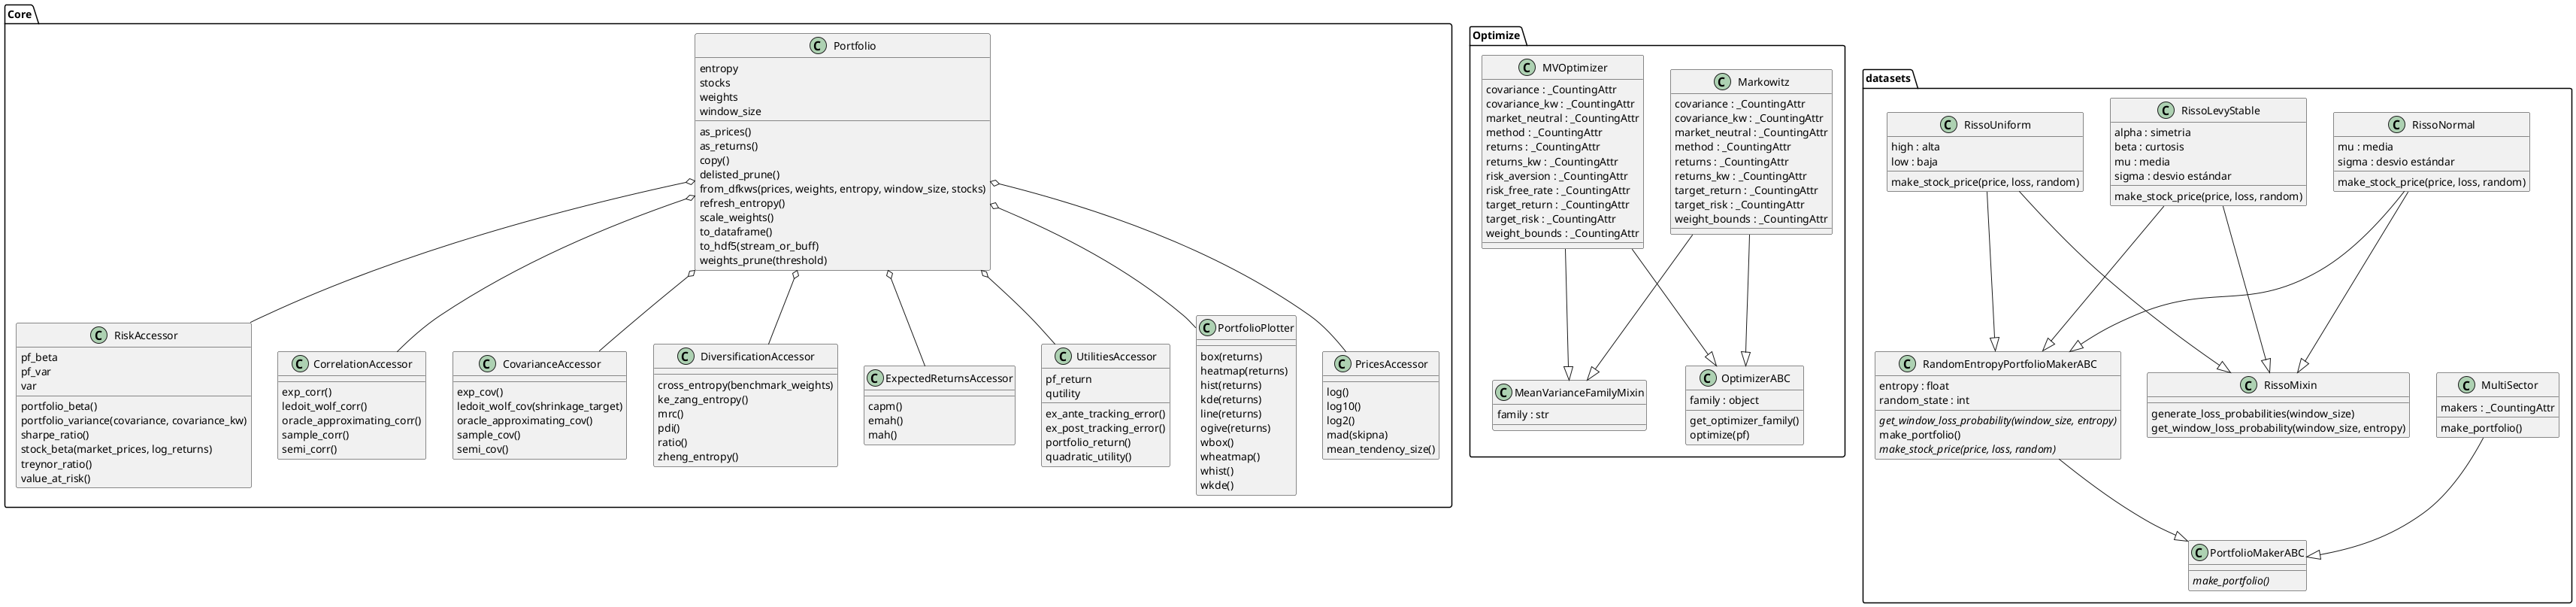 Core
C Portfolio
entropy
stocks
weights
window_size
as_prices()
as_returns()
copy()
delisted_prune()
from_dfkws(prices, weights, entropy, window_size, stocks)
refresh_entropy()
scale_weights()
to_dataframe()
to_hdf5(stream_or_buff)
weights_prune(threshold)
C RiskAccessor
pf_beta
pf_var
var
portfolio_beta()
portfolio_variance(covariance, covariance_kw)
sharpe_ratio()
stock_beta(market_prices, log_returns)
treynor_ratio()
value_at_risk()
C CorrelationAccessor
exp_corr()
ledoit_wolf_corr()
oracle_approximating_corr()
sample_corr()
semi_corr()
C CovarianceAccessor
exp_cov()
ledoit_wolf_cov(shrinkage_target)
oracle_approximating_cov()
sample_cov()
semi_cov()
C DiversificationAccessor
cross_entropy(benchmark_weights)
ke_zang_entropy()
mrc()
pdi()
ratio()
zheng_entropy()
C ExpectedReturnsAccessor
capm()
emah()
mah()
C UtilitiesAccessor
pf_return
qutility
ex_ante_tracking_error()
ex_post_tracking_error()
portfolio_return()
quadratic_utility()
C PortfolioPlotter
box(returns)
heatmap(returns)
hist(returns)
kde(returns)
line(returns)
ogive(returns)
wbox()
wheatmap()
whist()
wkde()
C PricesAccessor
log()
log10()
log2()
mad(skipna)
mean_tendency_size()
Optimize
C MVOptimizer
covariance : _CountingAttr
covariance_kw : _CountingAttr
market_neutral : _CountingAttr
method : _CountingAttr
returns : _CountingAttr
returns_kw : _CountingAttr
risk_aversion : _CountingAttr
risk_free_rate : _CountingAttr
target_return : _CountingAttr
target_risk : _CountingAttr
weight_bounds : _CountingAttr
C Markowitz
covariance : _CountingAttr
covariance_kw : _CountingAttr
market_neutral : _CountingAttr
method : _CountingAttr
returns : _CountingAttr
returns_kw : _CountingAttr
target_return : _CountingAttr
target_risk : _CountingAttr
weight_bounds : _CountingAttr
C MeanVarianceFamilyMixin
family : str
C OptimizerABC
family : object
get_optimizer_family()
optimize(pf)
datasets
C RissoUniform
high : alta
low : baja
make_stock_price(price, loss, random)
C RissoLevyStable
alpha : simetria
beta : curtosis
mu : media
sigma : desvio estándar
make_stock_price(price, loss, random)
C RissoNormal
mu : media
sigma : desvio estándar
make_stock_price(price, loss, random)
C RandomEntropyPortfolioMakerABC
entropy : float
random_state : int
get_window_loss_probability(window_size, entropy)
make_portfolio()
make_stock_price(price, loss, random)
C RissoMixin
generate_loss_probabilities(window_size)
get_window_loss_probability(window_size, entropy)
C MultiSector
makers : _CountingAttr
make_portfolio()
C PortfolioMakerABC
make_portfolio()